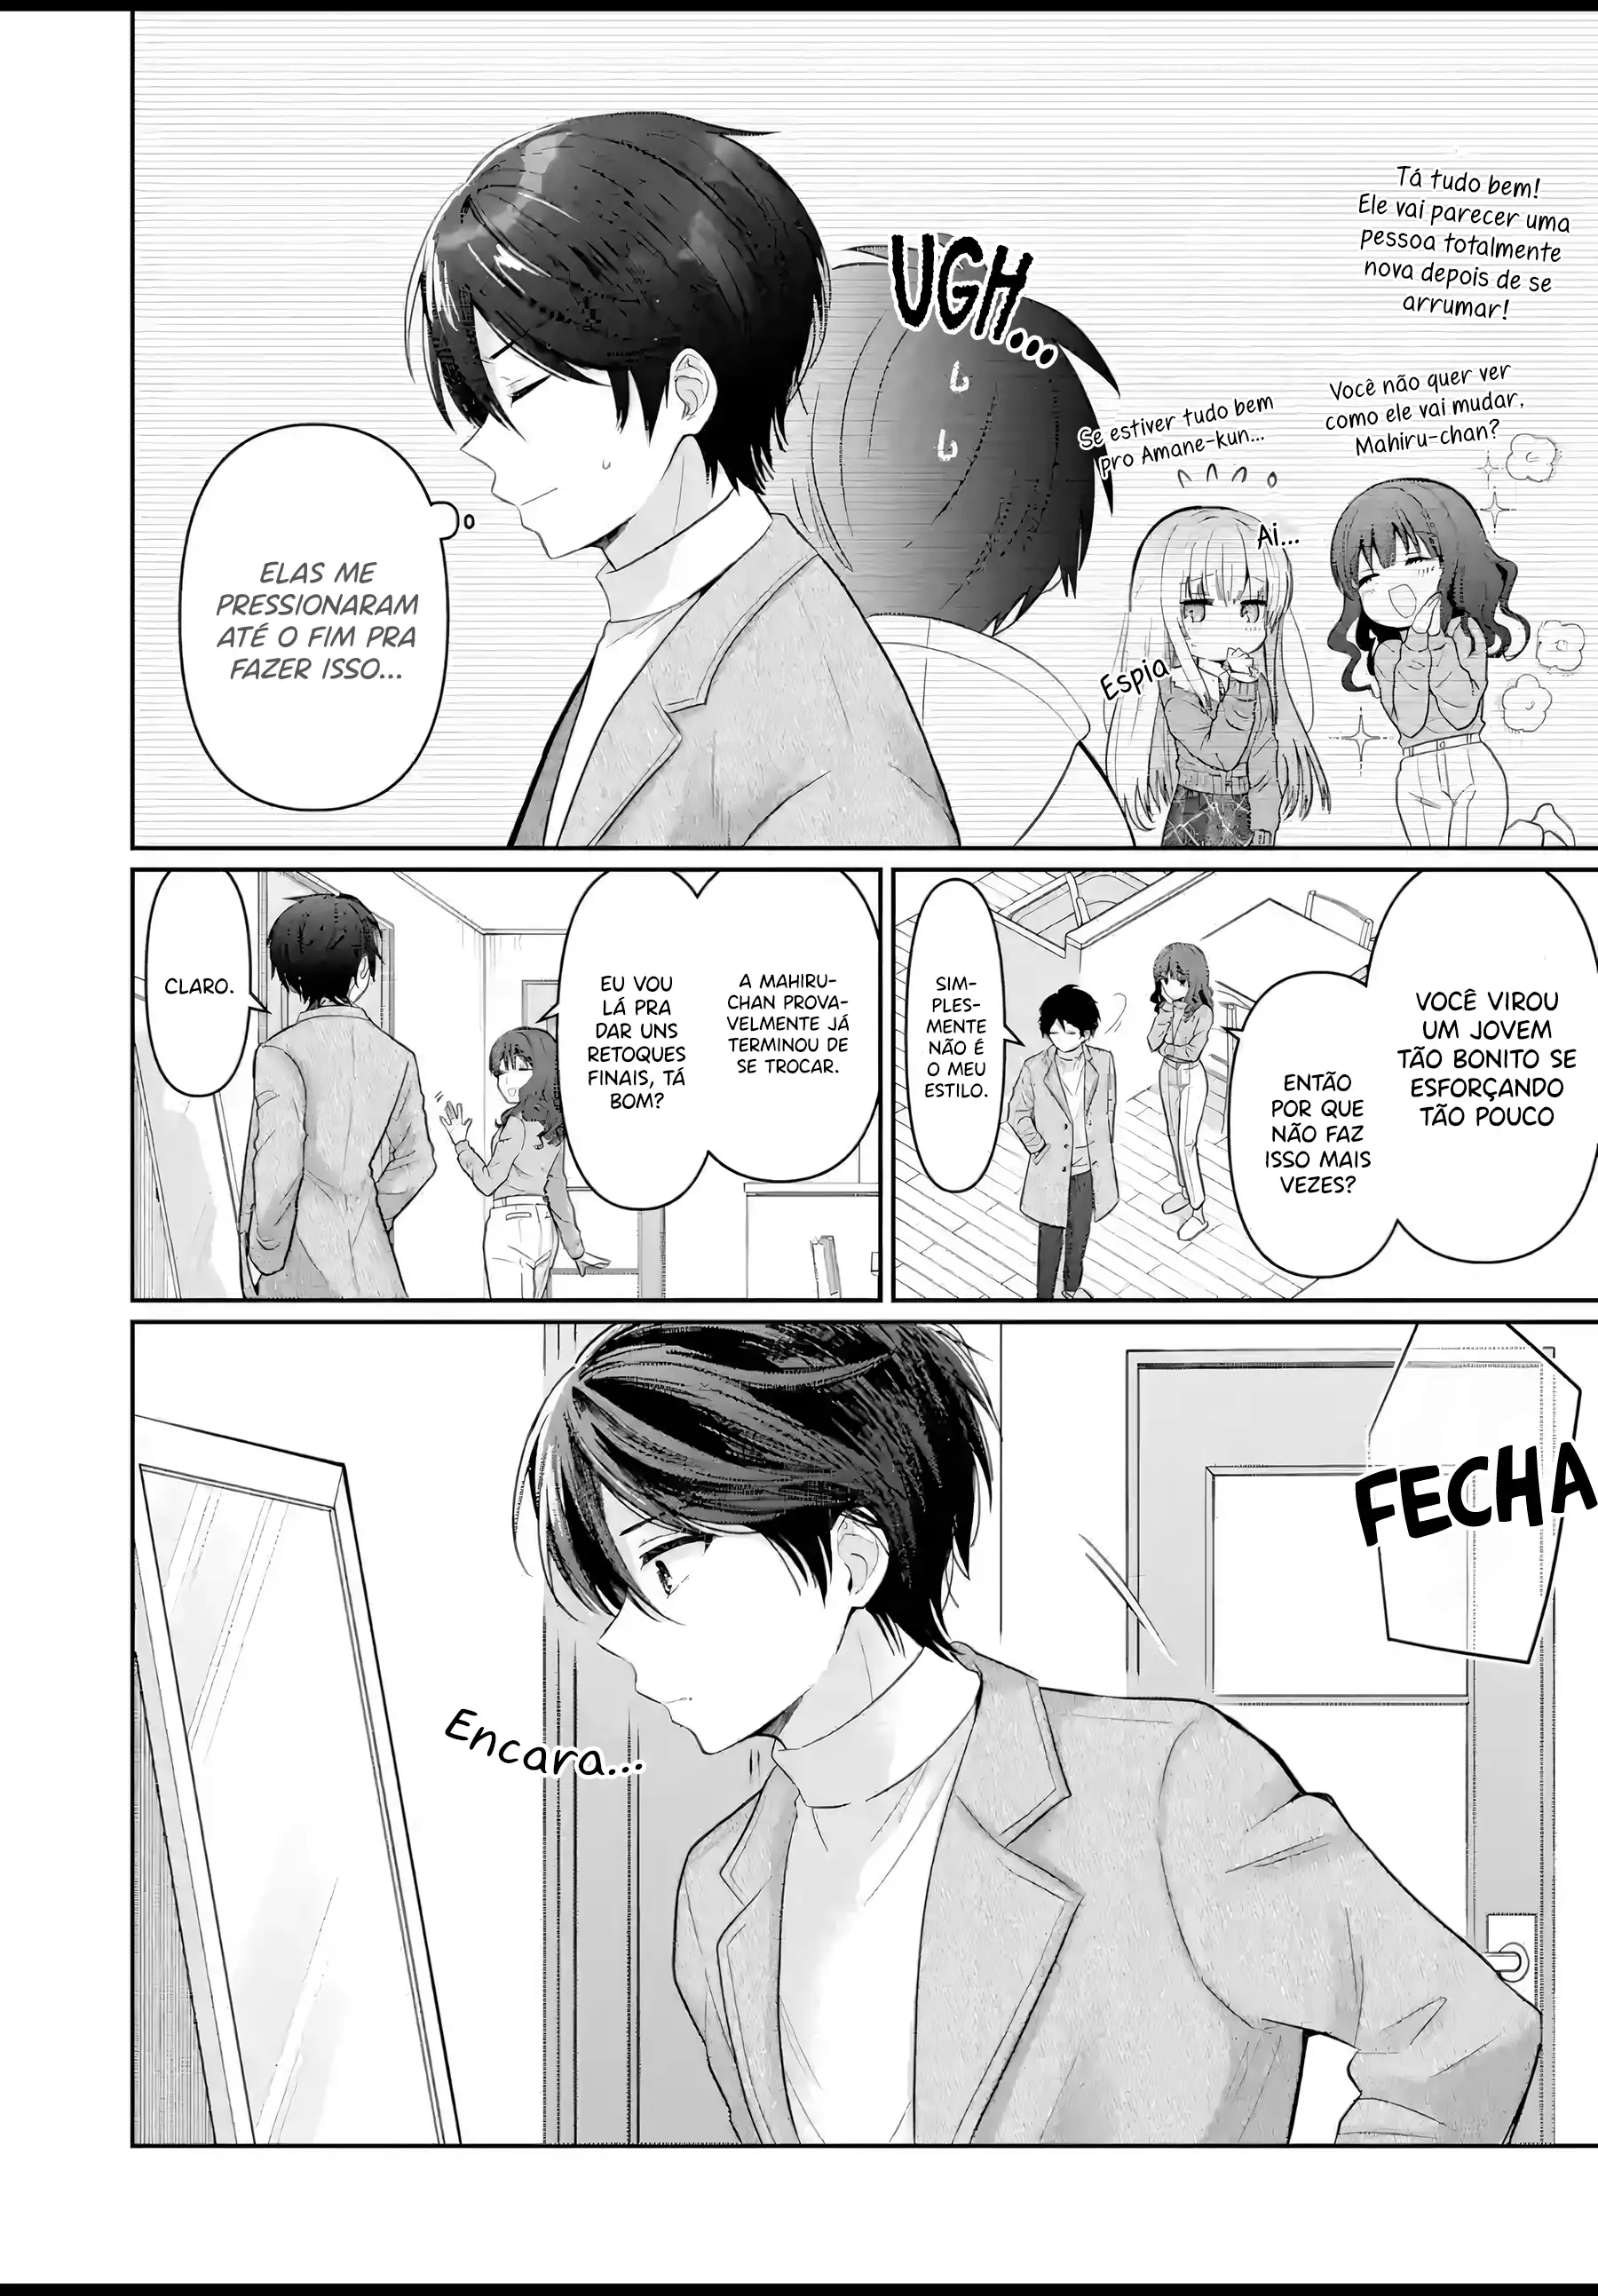 Tá tudo bem!
Ele vai parecer uma
pessoa totalmente
nova depois de se
arrumar!
Você não quer ver
como ele vai mudar,
Mahiru-chan?
Se estiver tudo bem
pro Amane-kun...
Ai...
Espia
UGH...
ELAS ME
PRESSIONARAM
ATÉ O FIM PRA
FAZER ISSO...
VOCÊ VIROU
UM JOVEM
TÃO BONITO SE
ESFORÇANDO
TÃO POUCO
ENTÃO
POR QUE
NÃO FAZ
ISSO MAIS
VEZES?
SIM-
PLES-
MENTE
NÃO É
O MEU
ESTILO.
A MAHIRU-
CHAN PROVA-
VELMENTE JÁ
TERMINOU DE
SE TROCAR.
EU VOU
LÁ PRA
DAR UNS
RETOQUES
FINAIS, TÁ
BOM?
CLARO.
FECHA
Encara...